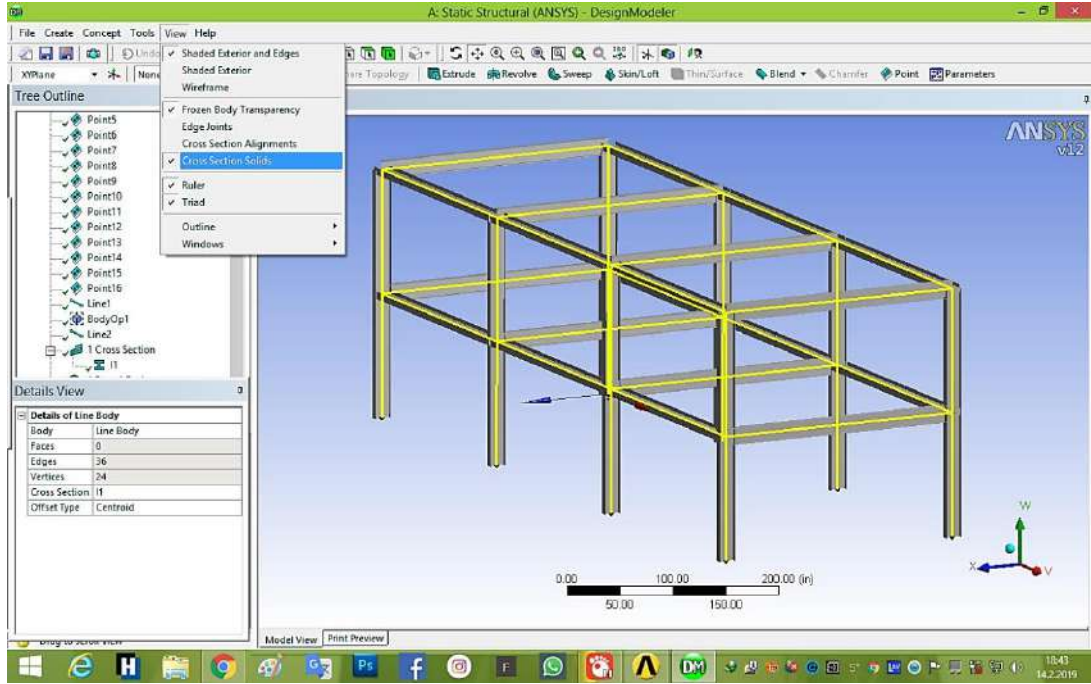 A: Static Structural (ANSYS) - DesignModeler
File Create Concept Tools View Help
Undo
XYPlane None
Share Topology Extrude Revolve Sweep Skin/Loft Thin/Surface Blend Chamfer Point Parameters
Shaded Exterior and Edges
Shaded Exterior
Wireframe
Frozen Body Transparency
Edge Joints
Cross Section Alignments
Cross Section Solids
Ruler
Triad
Outline
Windows
Tree Outline
Point5
Point6
Point7
Point8
Point9
Point10
Point11
Point12
Point13
Point14
Point15
Point16
Line1
BodyOp1
Line2
1 Cross Section
I1
Details View
Details of Line Body
Body Line Body
Faces 0
Edges 36
Vertices 24
Cross Section I1
Offset Type Centroid
ANSYS
v12
W
X
V
0.00 100.00 200.00 (in)
50.00 150.00
Model View Print Preview
DM
18:43
14.2.2019